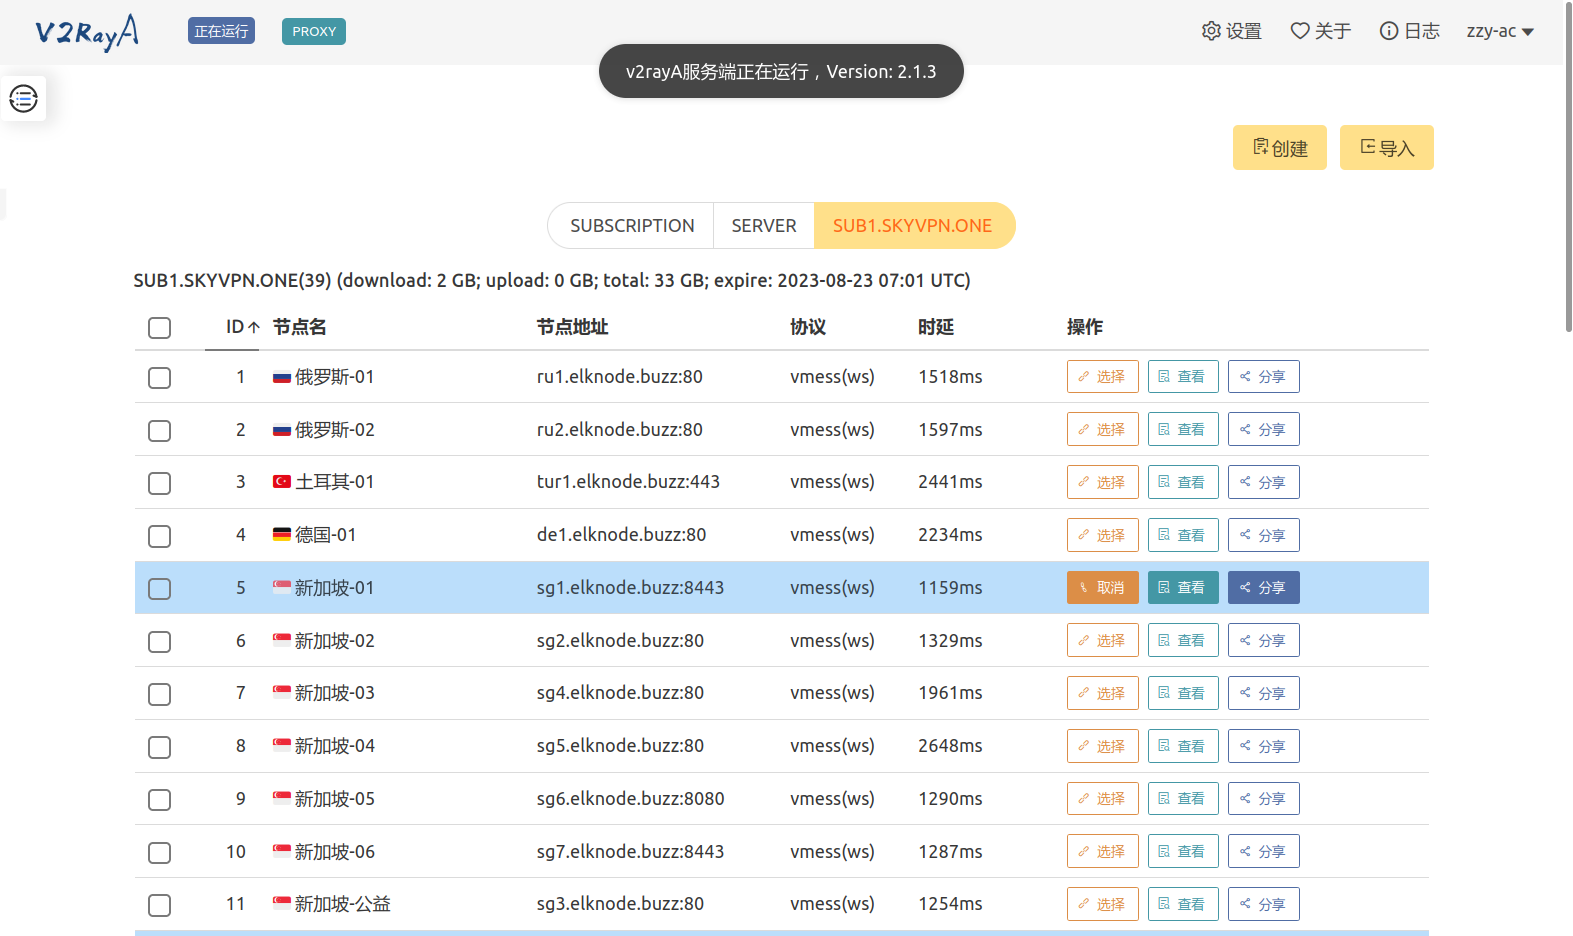 V2RayA 正在运行 PROXY 设置 关于 日志 zzy-ac
v2rayA服务端正在运行，Version: 2.1.3
创建 导入
SUBSCRIPTION SERVER SUB1.SKYVPN.ONE
SUB1.SKYVPN.ONE(39) (download: 2 GB; upload: 0 GB; total: 33 GB; expire: 2023-08-23 07:01 UTC)
ID 节点名 节点地址 协议 时延 操作
1 俄罗斯-01 ru1.elknode.buzz:80 vmess(ws) 1518ms 选择 查看 分享
2 俄罗斯-02 ru2.elknode.buzz:80 vmess(ws) 1597ms 选择 查看 分享
3 土耳其-01 tur1.elknode.buzz:443 vmess(ws) 2441ms 选择 查看 分享
4 德国-01 de1.elknode.buzz:80 vmess(ws) 2234ms 选择 查看 分享
5 新加坡-01 sg1.elknode.buzz:8443 vmess(ws) 1159ms 取消 查看 分享
6 新加坡-02 sg2.elknode.buzz:80 vmess(ws) 1329ms 选择 查看 分享
7 新加坡-03 sg4.elknode.buzz:80 vmess(ws) 1961ms 选择 查看 分享
8 新加坡-04 sg5.elknode.buzz:80 vmess(ws) 2648ms 选择 查看 分享
9 新加坡-05 sg6.elknode.buzz:8080 vmess(ws) 1290ms 选择 查看 分享
10 新加坡-06 sg7.elknode.buzz:8443 vmess(ws) 1287ms 选择 查看 分享
11 新加坡-公益 sg3.elknode.buzz:80 vmess(ws) 1254ms 选择 查看 分享